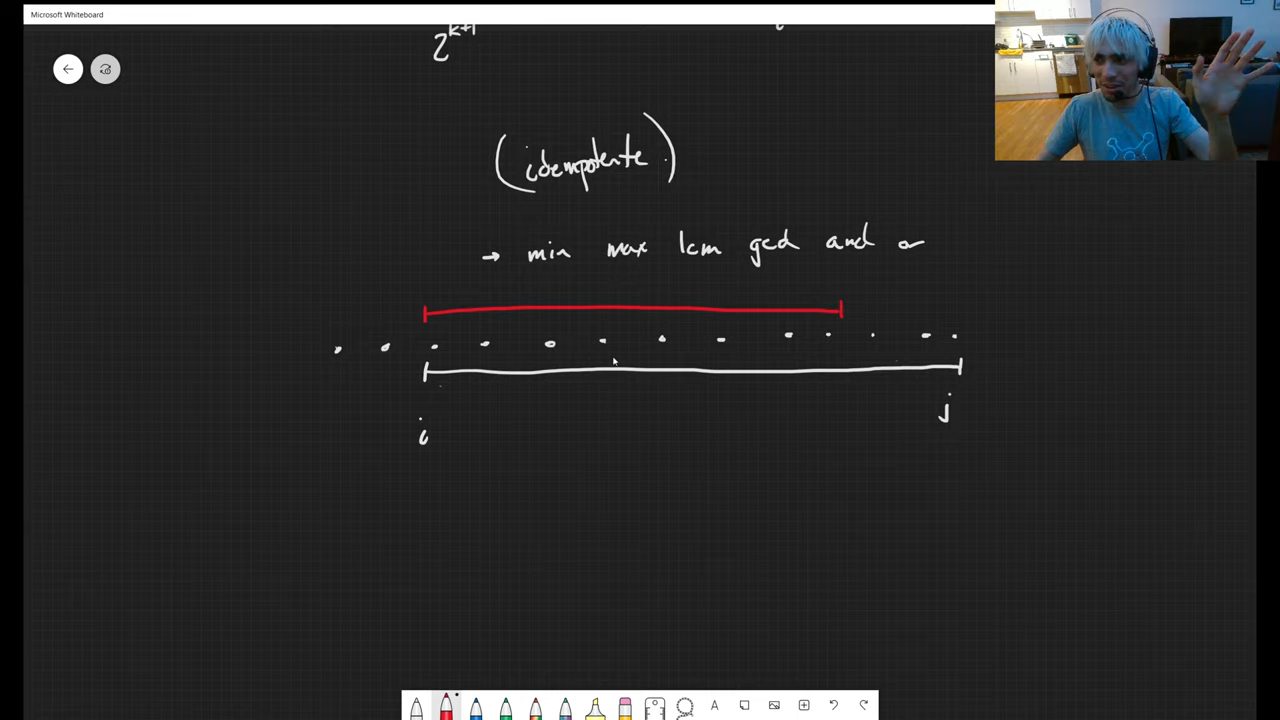 Microsoft Whiteboard
2^k+1
(idempotente)
→ min max lcm gcd and or
i
j
A